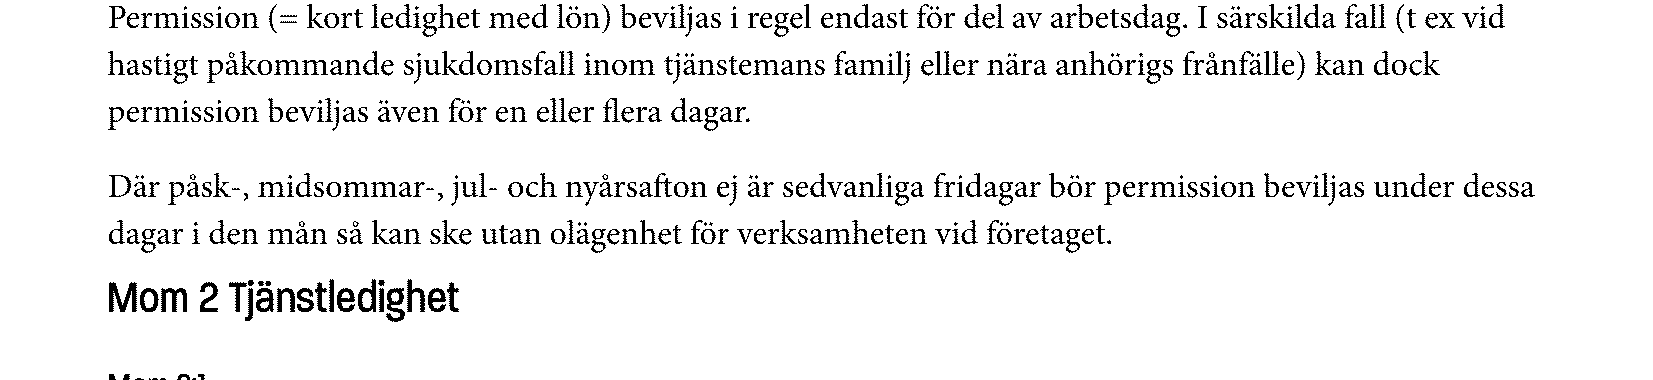 Permission (= kort ledighet med lön) beviljas i regel endast för del av arbetsdag. I särskilda fall (t ex vid
hastigt påkommande sjukdomsfall inom tjänstemans familj eller nära anhörigs frånfälle) kan dock
permission beviljas även för en eller flera dagar.
Där påsk-, midsommar-, jul- och nyårsafton ej är sedvanliga fridagar bör permission beviljas under dessa
dagar i den mån så kan ske utan olägenhet för verksamheten vid företaget.
Mom 2 Tjänstledighet